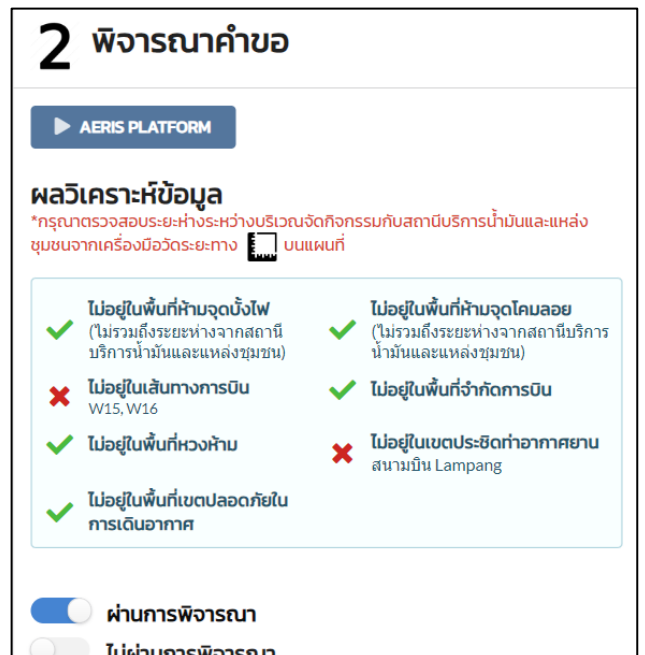 2 พิจารณาคำขอ
AERIS PLATFORM
ผลวิเคราะห์ข้อมูล
*กรุณาตรวจสอบระยะห่างระหว่างบริเวณจัดกิจกรรมกับสถานีบริการน้ำมันและแหล่ง
ชุมชนจากเครื่องมือวัดระยะทาง บนแผนที่
ไม่อยู่ในพื้นที่ห้ามจุดบั้งไฟ
(ไม่รวมถึงระยะห่างจากสถานี
บริการน้ำมันและแหล่งชุมชน)
ไม่อยู่ในพื้นที่ห้ามจุดโคมลอย
(ไม่รวมถึงระยะห่างจากสถานีบริการ
น้ำมันและแหล่งชุมชน)
ไม่อยู่ในเส้นทางการบิน
W15, W16
ไม่อยู่ในพื้นที่จำกัดการบิน
ไม่อยู่ในพื้นที่หวงห้าม
ไม่อยู่ในเขตประชิดท่าอากาศยาน
สนามบิน Lampang
ไม่อยู่ในพื้นที่เขตปลอดภัยใน
การเดินอากาศ
ผ่านการพิจารณา
ไม่ผ่านการพิจารณา